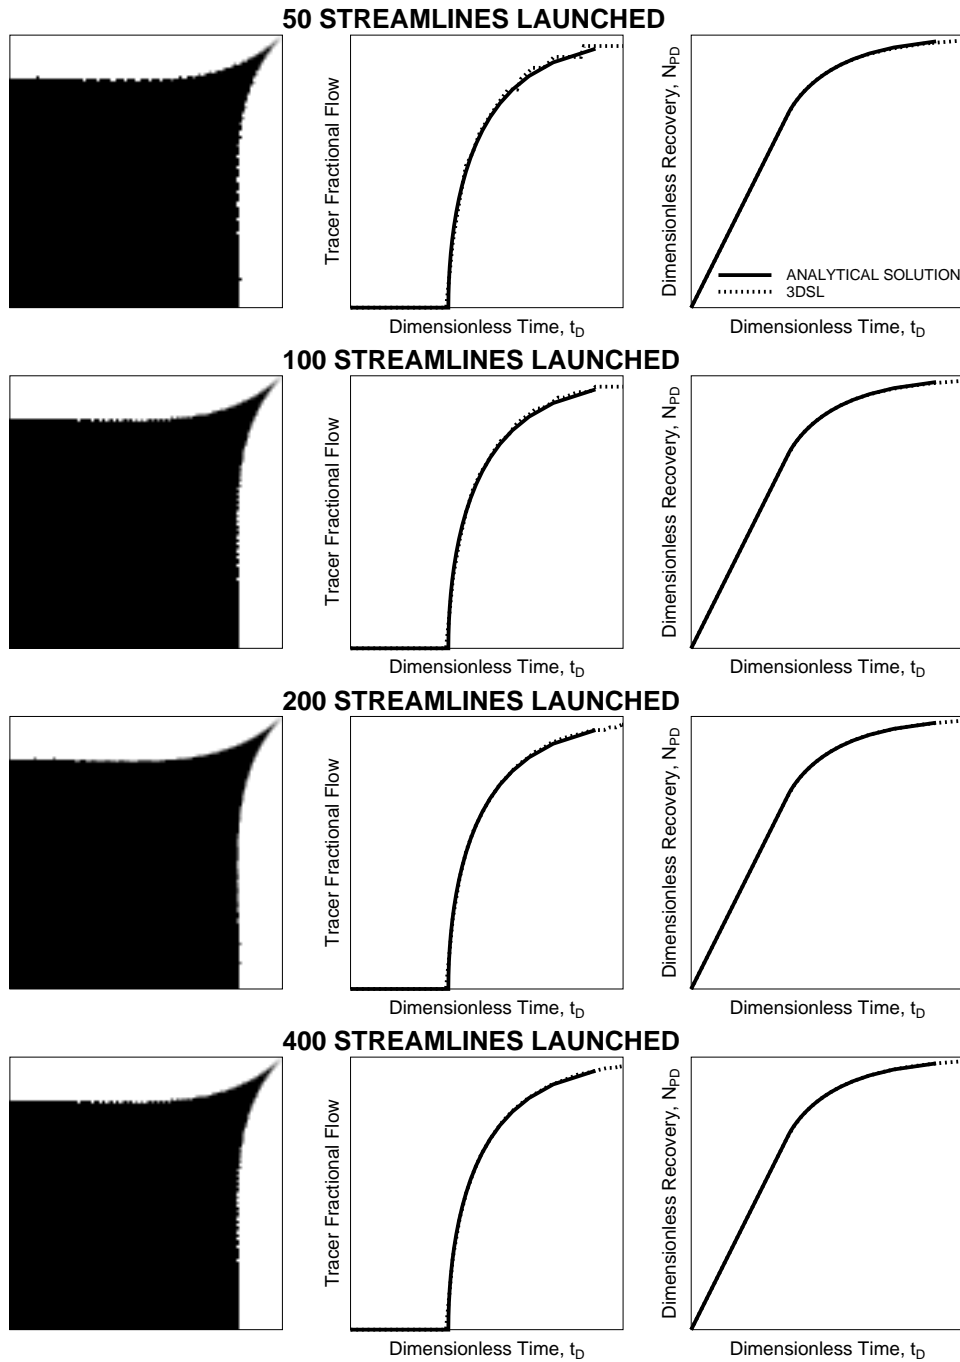 50 STREAMLINES LAUNCHED
Tracer Fractional Flow
Dimensionless Time, tD
Dimensionless Recovery, NPD
ANALYTICAL SOLUTION
3DSL
Dimensionless Time, tD
100 STREAMLINES LAUNCHED
Tracer Fractional Flow
Dimensionless Time, tD
Dimensionless Recovery, NPD
Dimensionless Time, tD
200 STREAMLINES LAUNCHED
Tracer Fractional Flow
Dimensionless Time, tD
Dimensionless Recovery, NPD
Dimensionless Time, tD
400 STREAMLINES LAUNCHED
Tracer Fractional Flow
Dimensionless Time, tD
Dimensionless Recovery, NPD
Dimensionless Time, tD